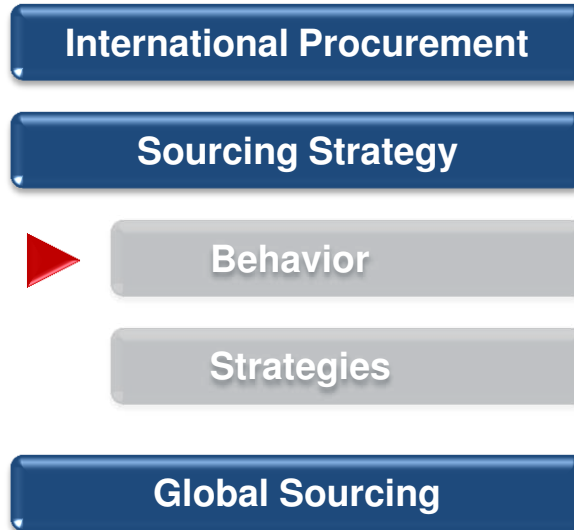 International Procurement
Sourcing Strategy
Behavior
Strategies
Global Sourcing